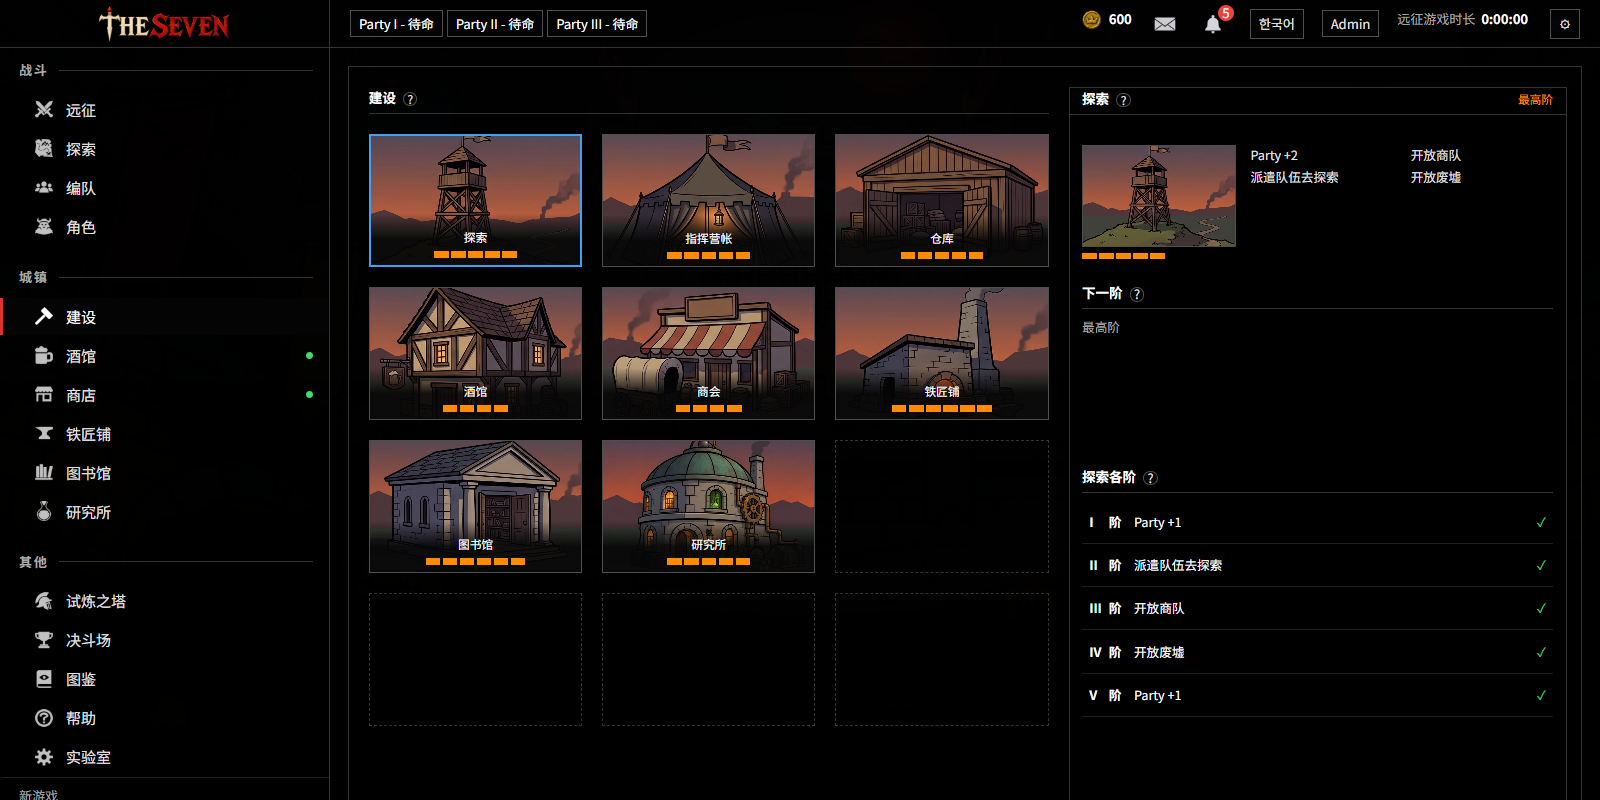 THE SEVEN
Party I - 待命
Party II - 待命
Party III - 待命
600
5
한국어
Admin
远征游戏时长 0:00:00
战斗
远征
探索
编队
角色
城镇
建设
酒馆
商店
铁匠铺
图书馆
研究所
其他
试炼之塔
决斗场
图鉴
帮助
实验室
新游戏
建设 ?
探索
指挥营帐
仓库
酒馆
商会
铁匠铺
图书馆
研究所
探索 ?
最高阶
Party +2
开放商队
派遣队伍去探索
开放废墟
下一阶 ?
最高阶
探索各阶 ?
I 阶 Party +1 ✓
II 阶 派遣队伍去探索 ✓
III 阶 开放商队 ✓
IV 阶 开放废墟 ✓
V 阶 Party +1 ✓